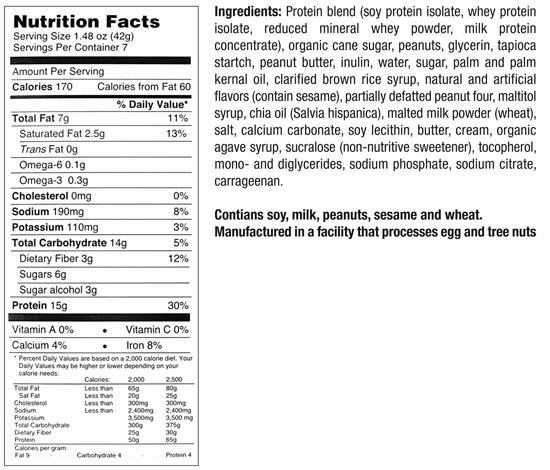 Nutrition Facts
Serving Size 1.48 oz (42g)
Servings Per Container 7
Amount Per Serving
Calories 170 Calories from Fat 60
% Daily Value*
Total Fat 7g 11%
Saturated Fat 2.5g 13%
Trans Fat 0g
Omega-6 0.1g
Omega-3 0.3g
Cholesterol 0mg 0%
Sodium 190mg 8%
Potassium 110mg 3%
Total Carbohydrate 14g 5%
Dietary Fiber 3g 12%
Sugars 6g
Sugar alcohol 3g
Protein 15g 30%
Vitamin A 0% • Vitamin C 0%
Calcium 4% • Iron 8%
* Percent Daily Values are based on a 2,000 calorie diet. Your
Daily Values may be higher or lower depending on your
calorie needs:
Calories: 2,000 2,500
Total Fat Less than 65g 80g
Sat Fat Less than 20g 25g
Cholesterol Less than 300mg 300mg
Sodium Less than 2,400mg 2,400mg
Potassium 3,500mg 3,500 mg
Total Carbohydrate 300g 375g
Dietary Fiber 25g 30g
Protein 50g 65g
Calories per gram:
Fat 9 · Carbohydrate 4 · Protein 4
Ingredients: Protein blend (soy protein isolate, whey protein
isolate, reduced mineral whey powder, milk protein
concentrate), organic cane sugar, peanuts, glycerin, tapioca
startch, peanut butter, inulin, water, sugar, palm and palm
kernal oil, clarified brown rice syrup, natural and artificial
flavors (contain sesame), partially defatted peanut four, maltitol
syrup, chia oil (Salvia hispanica), malted milk powder (wheat),
salt, calcium carbonate, soy lecithin, butter, cream, organic
agave syrup, sucralose (non-nutritive sweetener), tocopherol,
mono- and diglycerides, sodium phosphate, sodium citrate,
carrageenan.
Contians soy, milk, peanuts, sesame and wheat.
Manufactured in a facility that processes egg and tree nuts